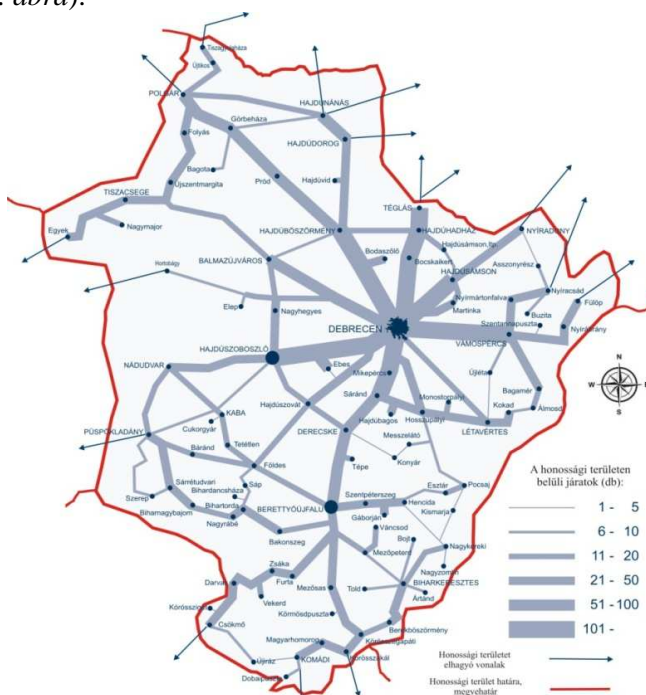 . ábra).
Tiszagyulaháza
Újtikos
POLGÁR
HAJDÚNÁNÁS
Görbeháza
Folyás
HAJDÚDOROG
Bagota
Pród
Hajdúvid
Újszentmargita
TISZACSEGE
TÉGLÁS
Egyek
Nagymajor
HAJDÚBÖSZÖRMÉNY
HAJDÚHADHÁZ
NYÍRADONY
Hajdúsámson,ftp.
Bodaszőlő
Bocskaikert
BALMAZÚJVÁROS
Asszonyrész
Hortobágy
HAJDÚSÁMSON
Nyíracsád
Nyírmártonfalva
Fülöp
Elep
Nagyhegyes
Martinka
Buzita
DEBRECEN
Szentannapuszta
Nyírábrány
VÁMOSPÉRCS
HAJDÚSZOBOSZLÓ
NÁDUDVAR
Ebes
Mikepércs
Újléta
Bagamér
Sáránd
Monostorpályi
Kokad
Álmosd
KABA
Hajdúszovát
Hajdúbagos
Hosszúpályi
LÉTAVÉRTES
Cukorgyár
PÜSPÖKLADÁNY
DERECSKE
Messzelátó
Tetétlen
Báránd
Konyár
Földes
Tépe
Sárrétudvari
Sáp
Esztár
Pocsaj
Bihardancsháza
Szentpéterszeg
Szerep
Hencida
Bihartorda
BERETTYÓÚJFALU
Kismarja
Biharnagybajom
Gáborján
Nagyrábé
Váncsod
Bakonszeg
Bojt
Nagykereki
Mezőpeterd
Zsáka
Nagyzomlin
Darvas
Furta
Mezősas
Told
BIHARKERESZTES
Vekerd
Ártánd
Körösszegi
Körmösdpuszta
Csökmő
Berekböszörmény
Magyarhomorog
Körösszegapáti
Újiráz
KOMÁDI
Körösszakál
Dobaipuszta
N
W
E
S
A honossági területen
belüli járatok (db):
1 - 5
6 - 10
11 - 20
21 - 50
51 -100
101 -
Honossági területet
elhagyó vonalak
Honossági terület határa,
megyehatár